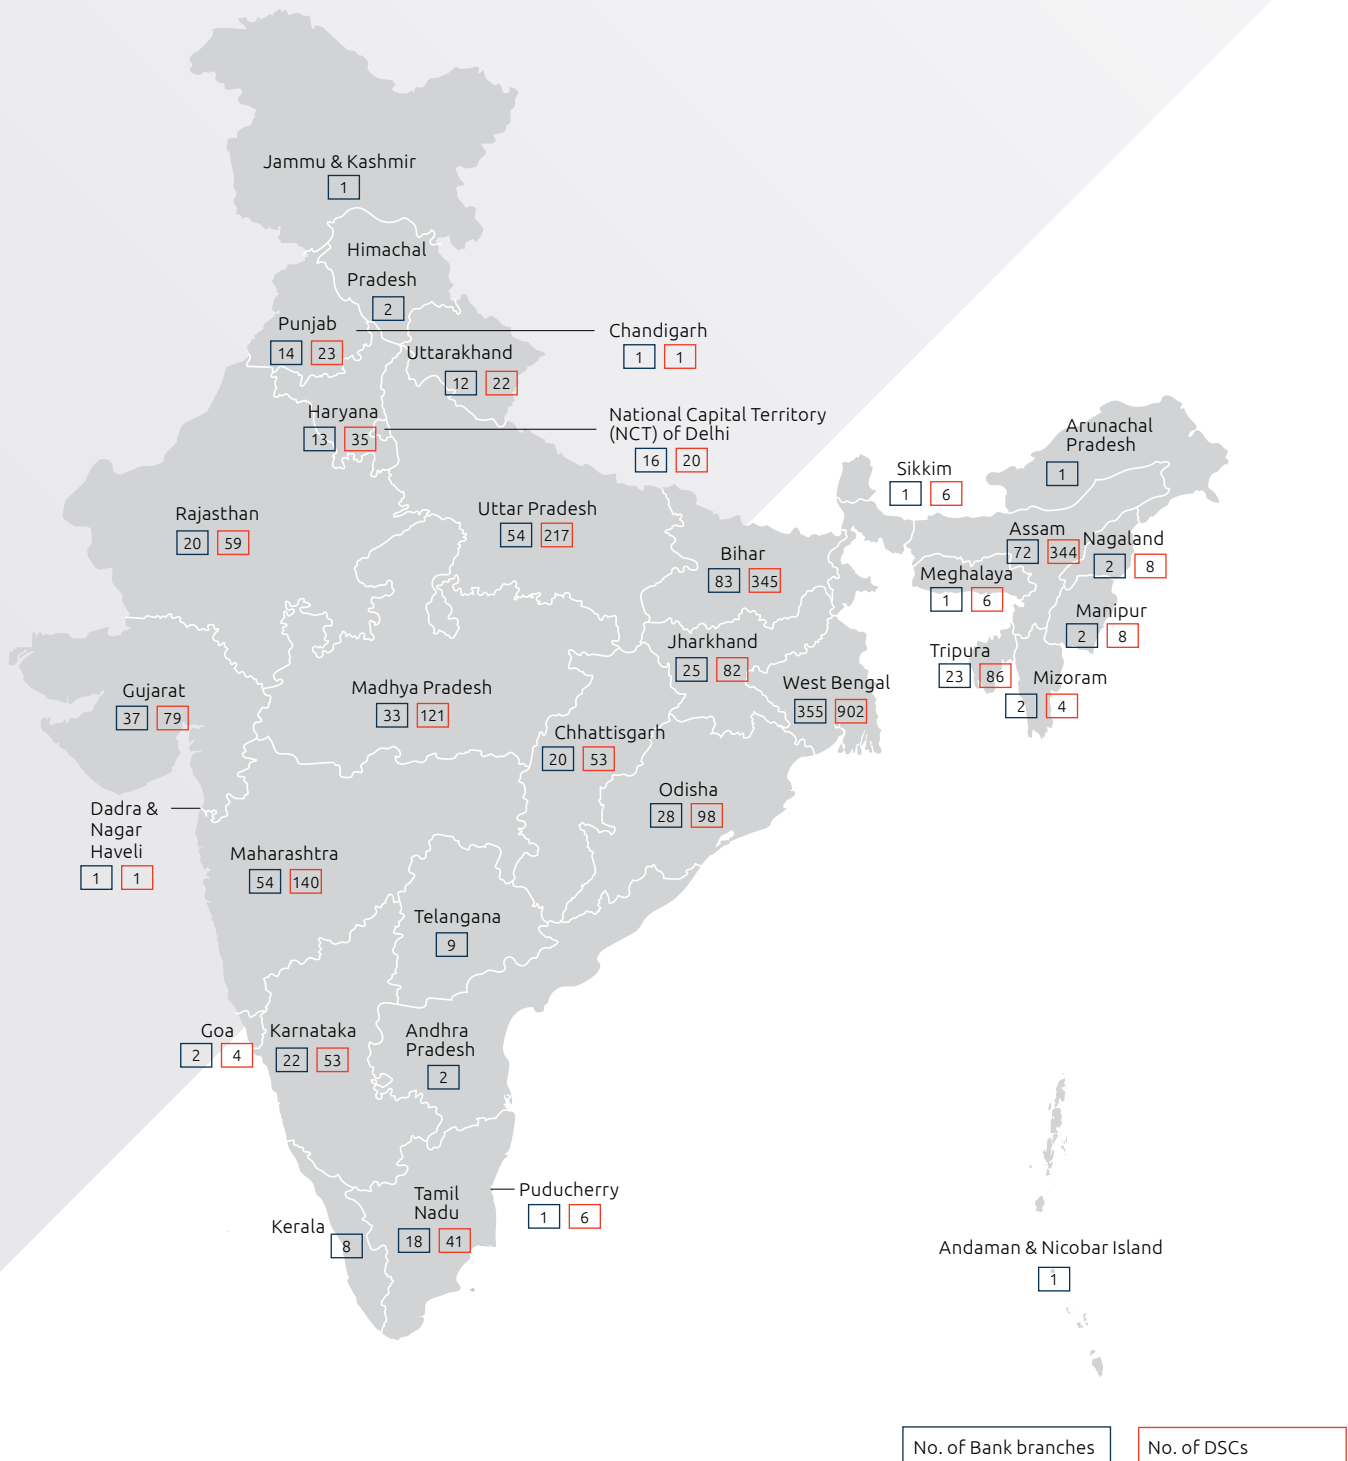 Jammu & Kashmir
1
Himachal
Pradesh
2
Punjab
14 23
Chandigarh
1 1
Uttarakhand
12 22
Haryana
13 35
National Capital Territory
(NCT) of Delhi
16 20
Arunachal
Pradesh
1
Sikkim
1 6
Rajasthan
20 59
Uttar Pradesh
54 217
Assam
72 344
Nagaland
2 8
Bihar
83 345
Meghalaya
1 6
Manipur
2 8
Jharkhand
25 82
Tripura
23 86
Mizoram
2 4
Gujarat
37 79
Madhya Pradesh
33 121
West Bengal
355 902
Chhattisgarh
20 53
Odisha
28 98
Dadra &
Nagar
Haveli
1 1
Maharashtra
54 140
Telangana
9
Goa
2 4
Karnataka
22 53
Andhra
Pradesh
2
Tamil
Nadu
18 41
Puducherry
1 6
Kerala
8
Andaman & Nicobar Island
1
No. of Bank branches
No. of DSCs